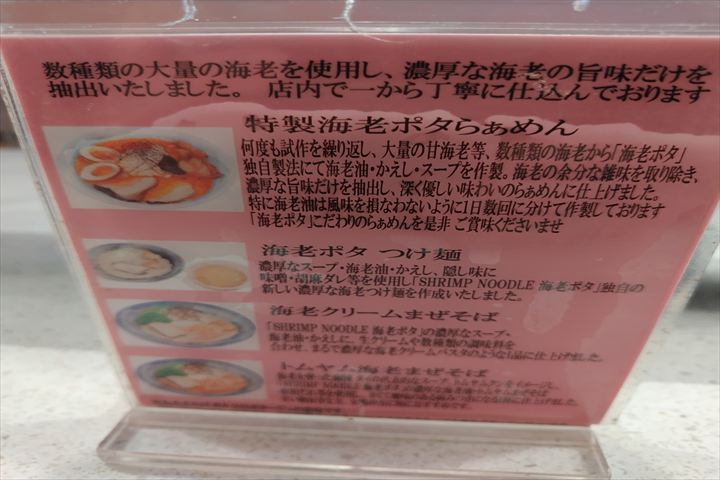 数種類の大量の海老を使用し、濃厚な海老の旨味だけを
抽出いたしました。 店内で一から丁寧に仕込んでおります
特製海老ポタらぁめん
何度も試作を繰り返し、大量の甘海老等、数種類の海老から「海老ポタ」
独自製法にて海老油・かえし・スープを作製。海老の余分な雑味を取り除き、
濃厚な旨味だけを抽出し、深く優しい味わいのらぁめんに仕上げました。
特に海老油は風味を損なわないように1日数回に分けて作製しております
「海老ポタ」こだわりのらぁめんを是非 ご賞味くださいませ
海老ポタ つけ麺
濃厚なスープ・海老油・かえし、隠し味に
味噌・胡麻ダレ等を使用し「SHRIMP NOODLE 海老ポタ」独自の
新しい濃厚な海老つけ麺を作成いたしました。
海老クリームまぜそば
「SHRIMP NOODLE 海老ポタ」の濃厚なスープ・
海老油・かえしに、生クリームや数種類の調味料を
合わせ、まるで濃厚な海老クリームパスタのような1品に仕上げました。
トムヤム海老まぜそば